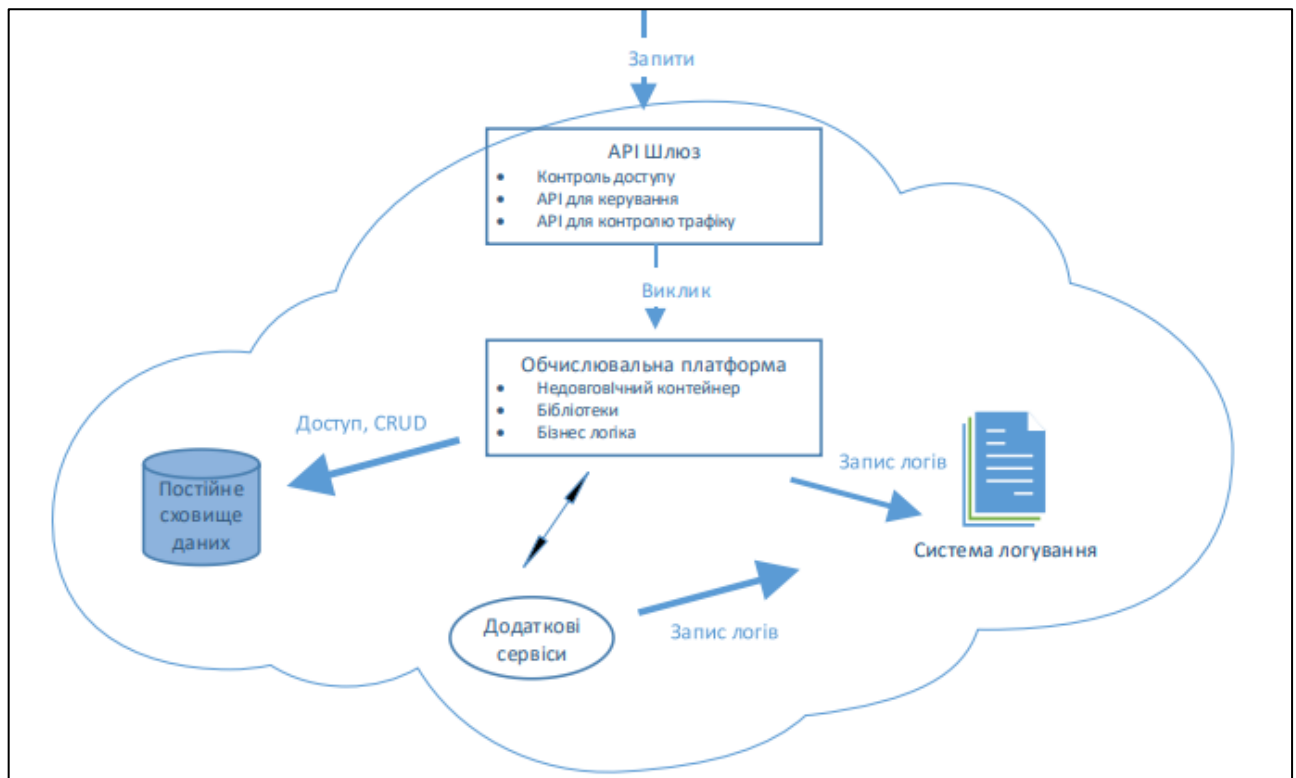 Запити
API Шлюз
• Контроль доступу
• API для керування
• API для контролю трафіку
Виклик
Обчислювальна платформа
• Недовговічний контейнер
• Бібліотеки
• Бізнес логіка
Доступ, CRUD
Постійне
сховище
даних
Запис логів
Система логування
Додаткові
сервіси
Запис логів